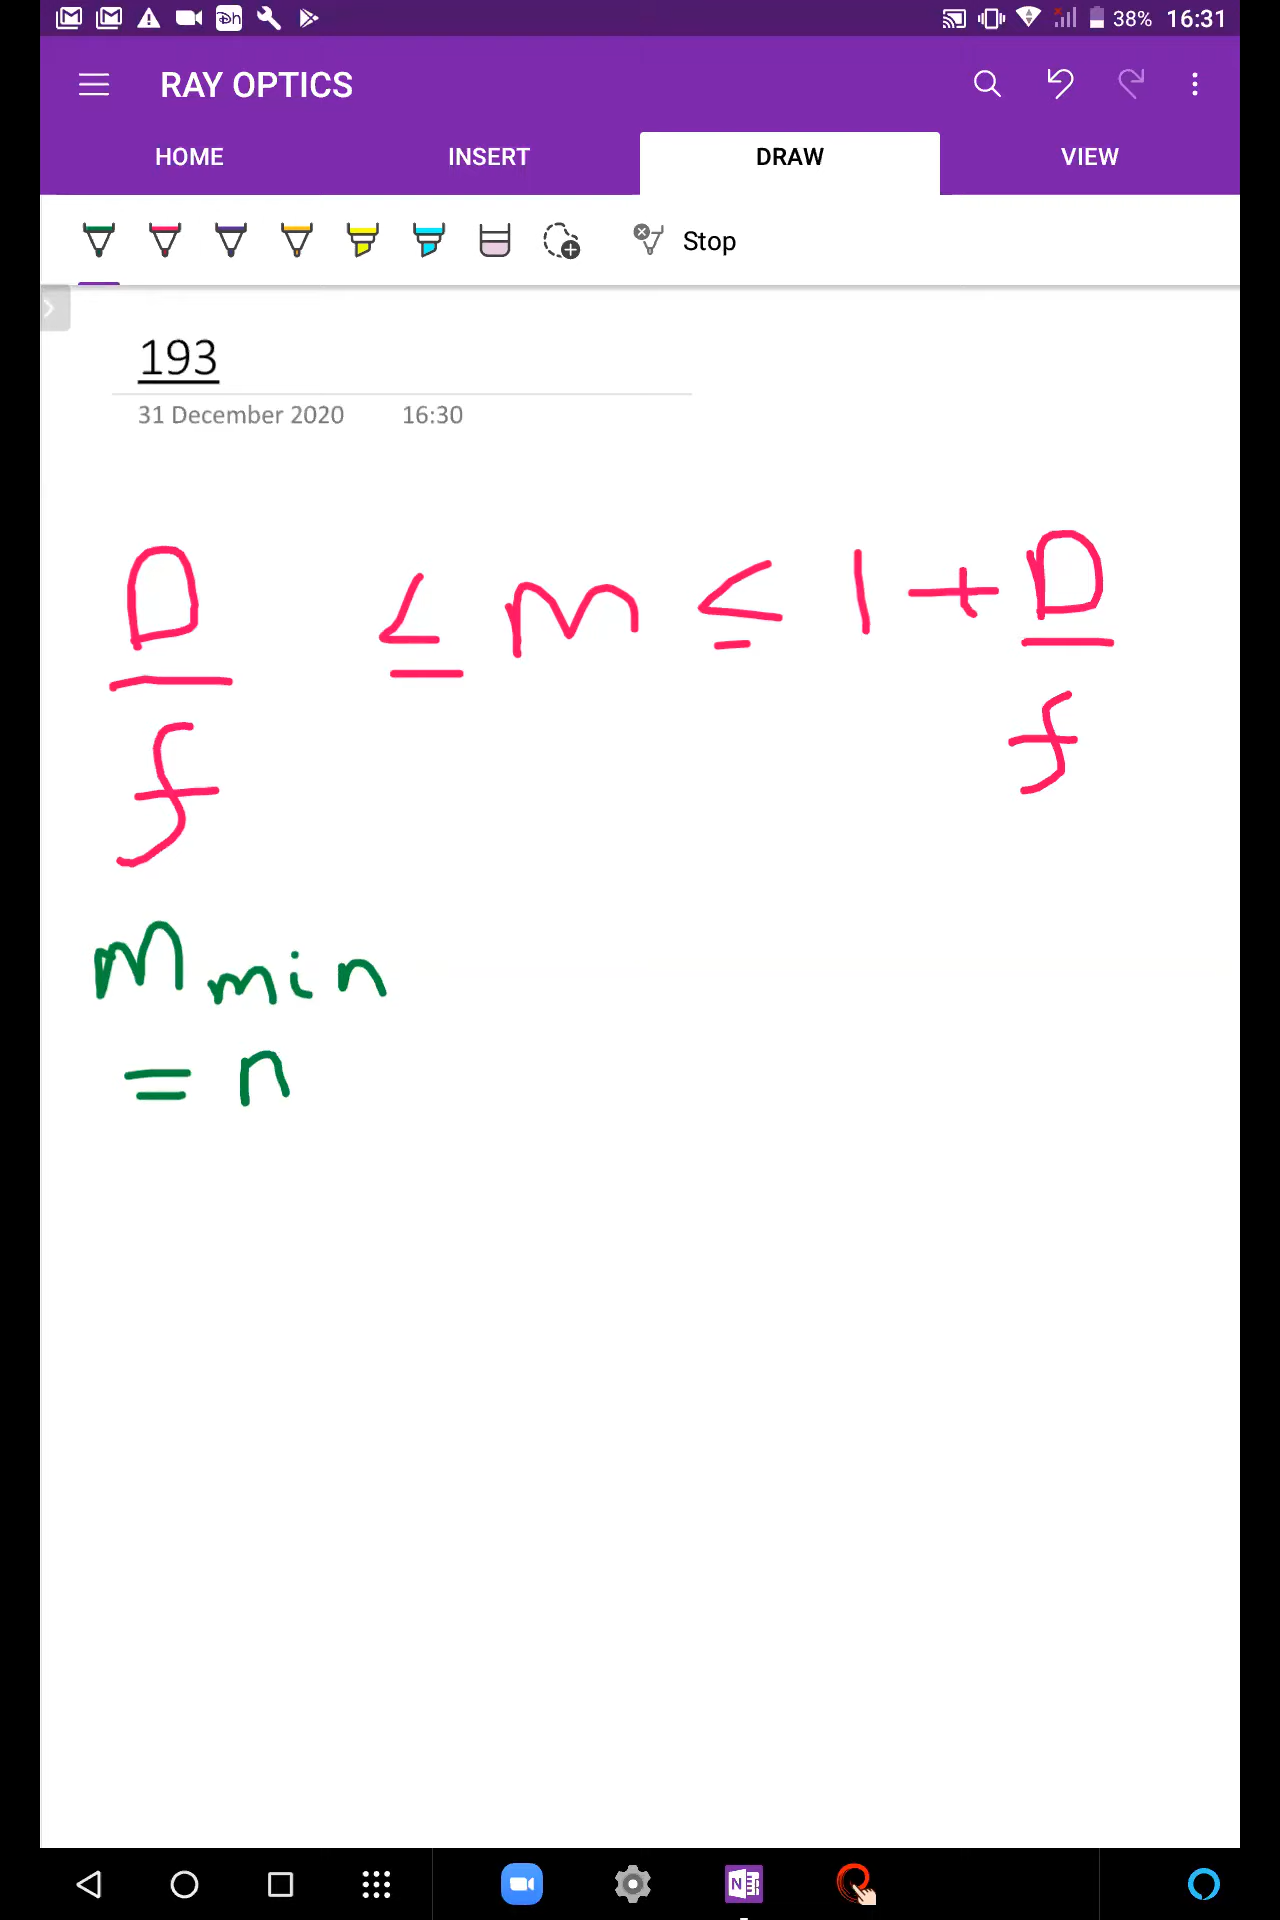 38% 16:31
RAY OPTICS
HOME INSERT DRAW VIEW
Stop
193
31 December 2020 16:30
D/f ≤ m ≤ 1 + D/f
m min
= n